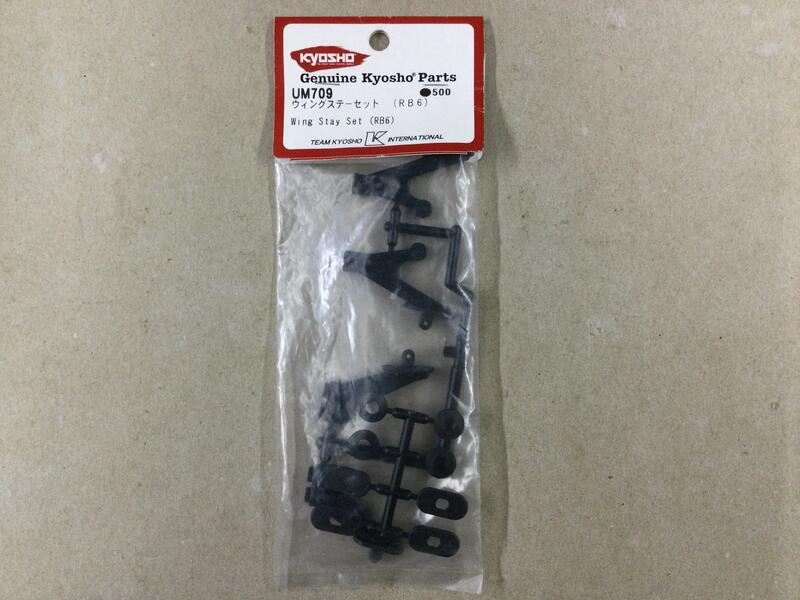 KYOSHO
Genuine Kyosho® Parts
UM709 ●500
ウィングステーセット (RB6)
Wing Stay Set (RB6)
TEAM KYOSHO K INTERNATIONAL